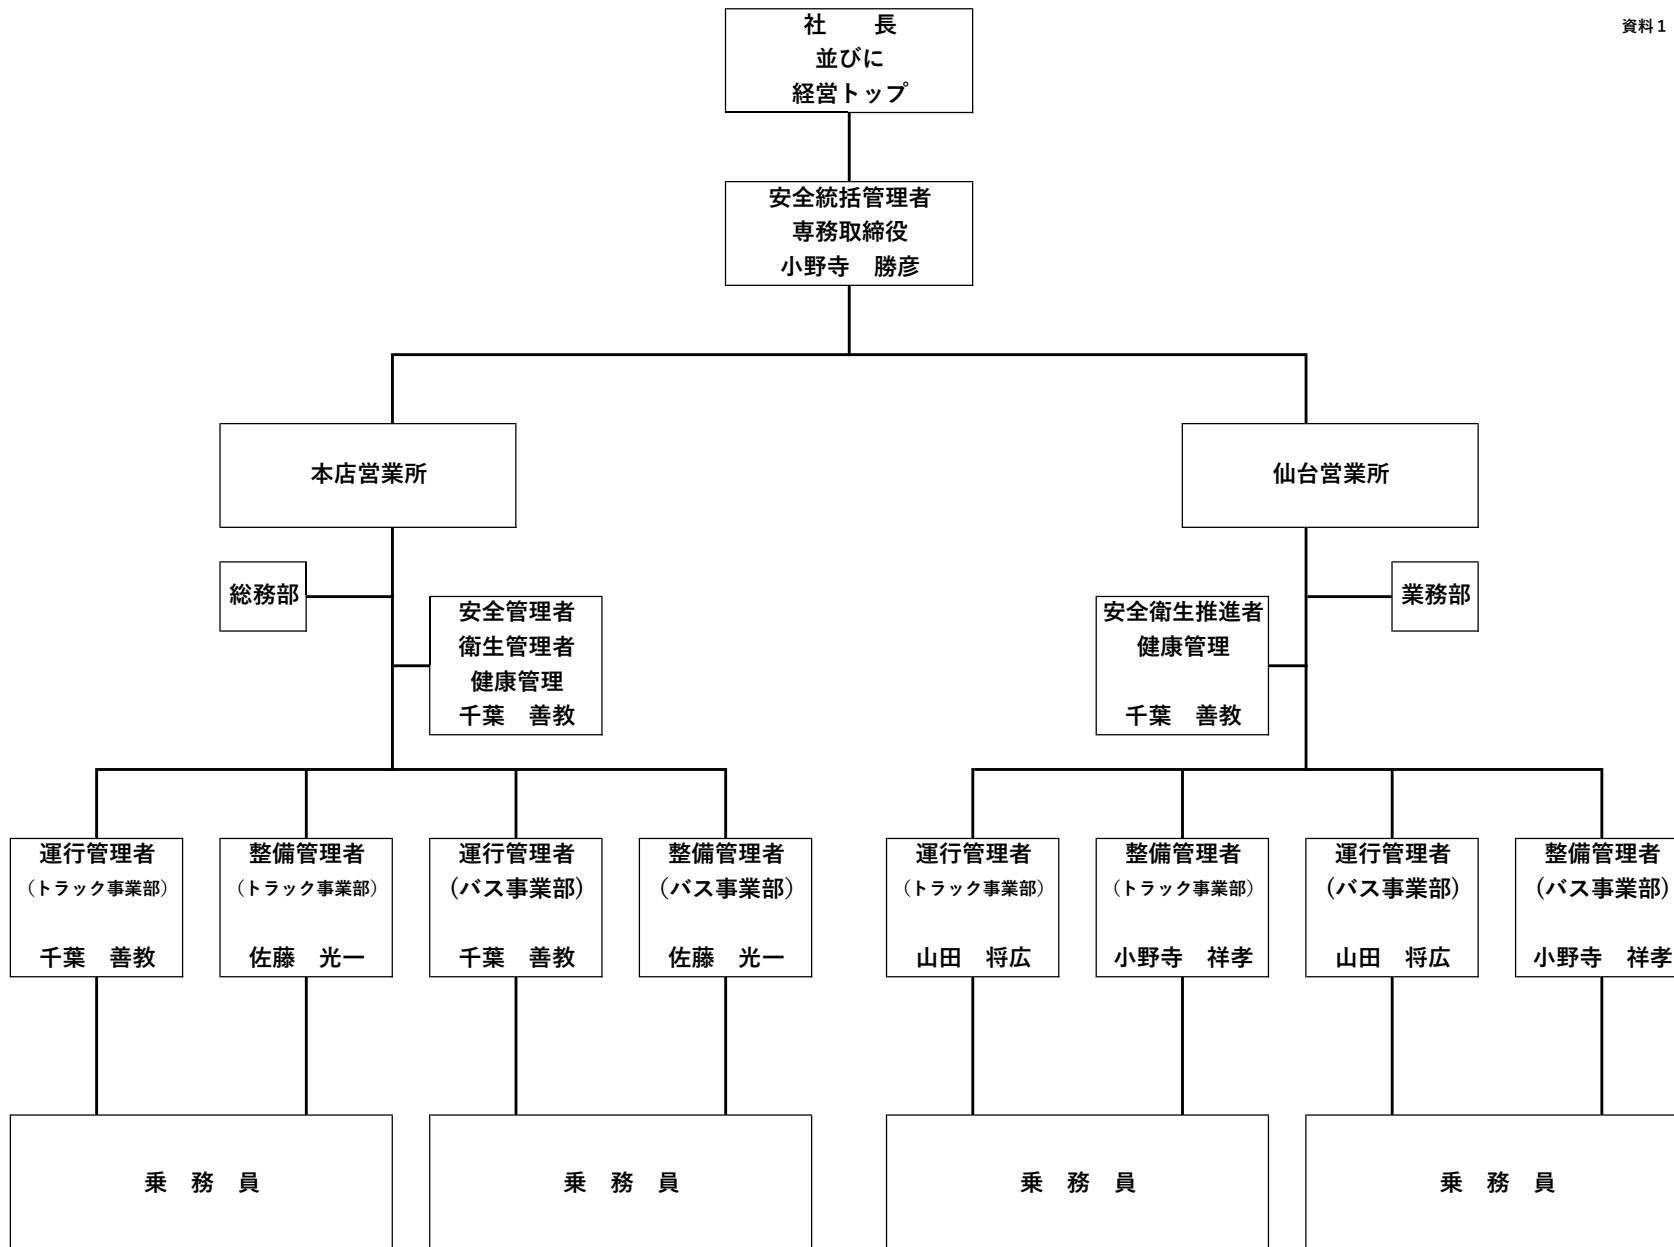 資料１
社　　長
並びに
経営トップ
安全統括管理者
専務取締役
小野寺　勝彦
本店営業所
仙台営業所
総務部
安全管理者
衛生管理者
健康管理
千葉　善教
安全衛生推進者
健康管理
千葉　善教
業務部
運行管理者
（トラック事業部）
千葉　善教
整備管理者
（トラック事業部）
佐藤　光一
運行管理者
（バス事業部）
千葉　善教
整備管理者
（バス事業部）
佐藤　光一
運行管理者
（トラック事業部）
山田　将広
整備管理者
（トラック事業部）
小野寺　祥孝
運行管理者
（バス事業部）
山田　将広
整備管理者
（バス事業部）
小野寺　祥孝
乗　務　員
乗　務　員
乗　務　員
乗　務　員